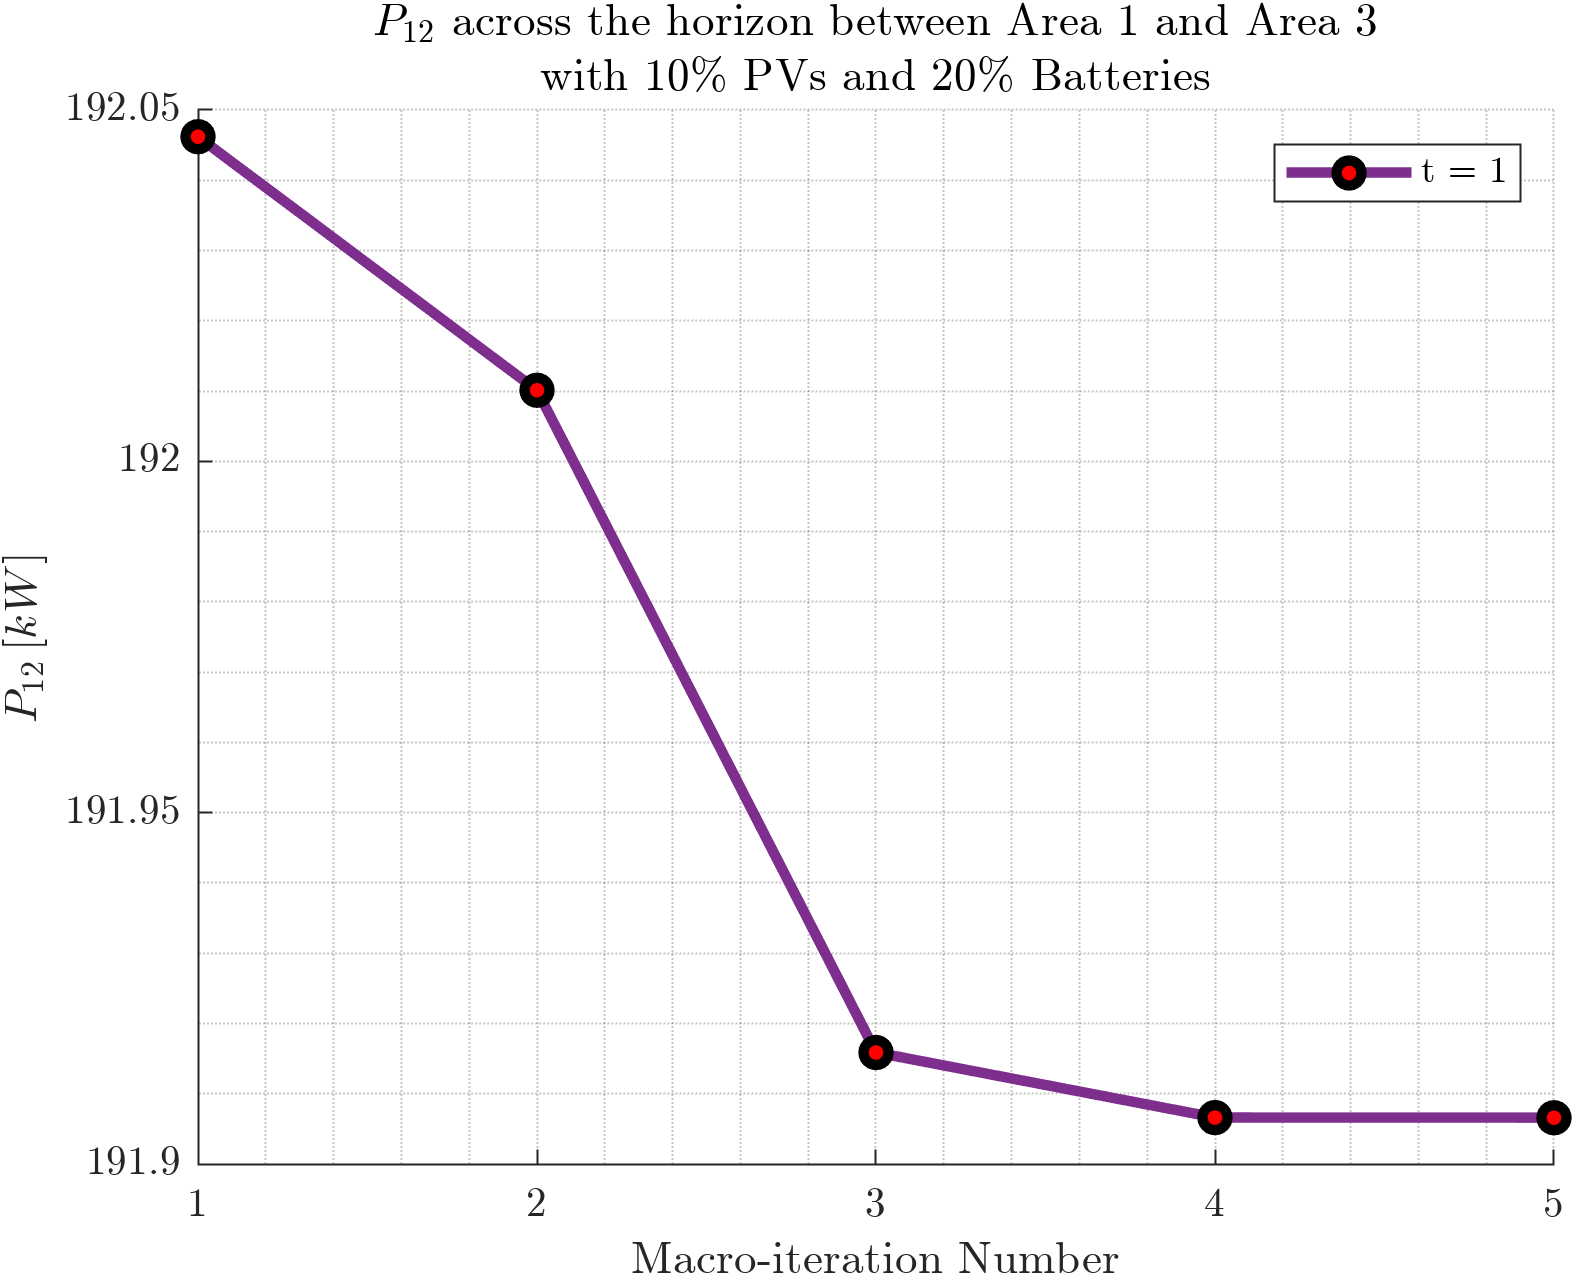 P₁₂ across the horizon between Area 1 and Area 3
with 10% PVs and 20% Batteries
192.05
192
191.95
191.9
P₁₂ [kW]
t = 1
1 2 3 4 5
Macro-iteration Number